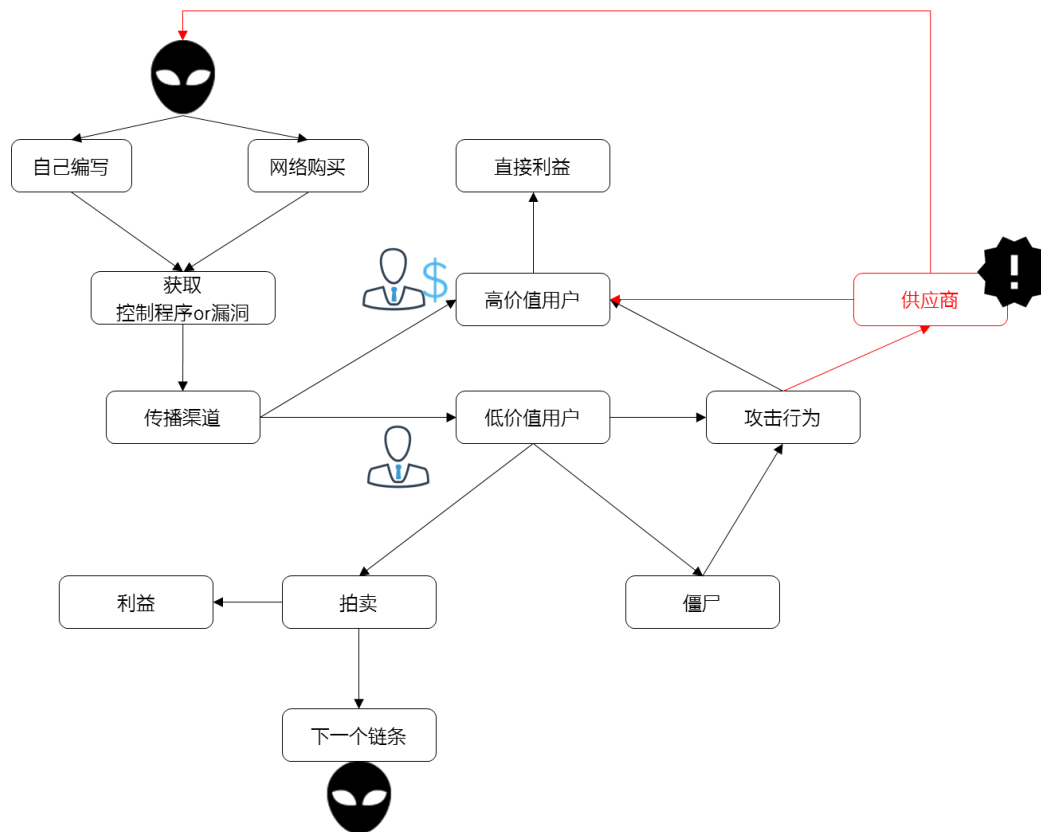 自己编写
网络购买
直接利益
获取
控制程序or漏洞
$
高价值用户
供应商
!
传播渠道
低价值用户
攻击行为
利益
拍卖
僵尸
下一个链条